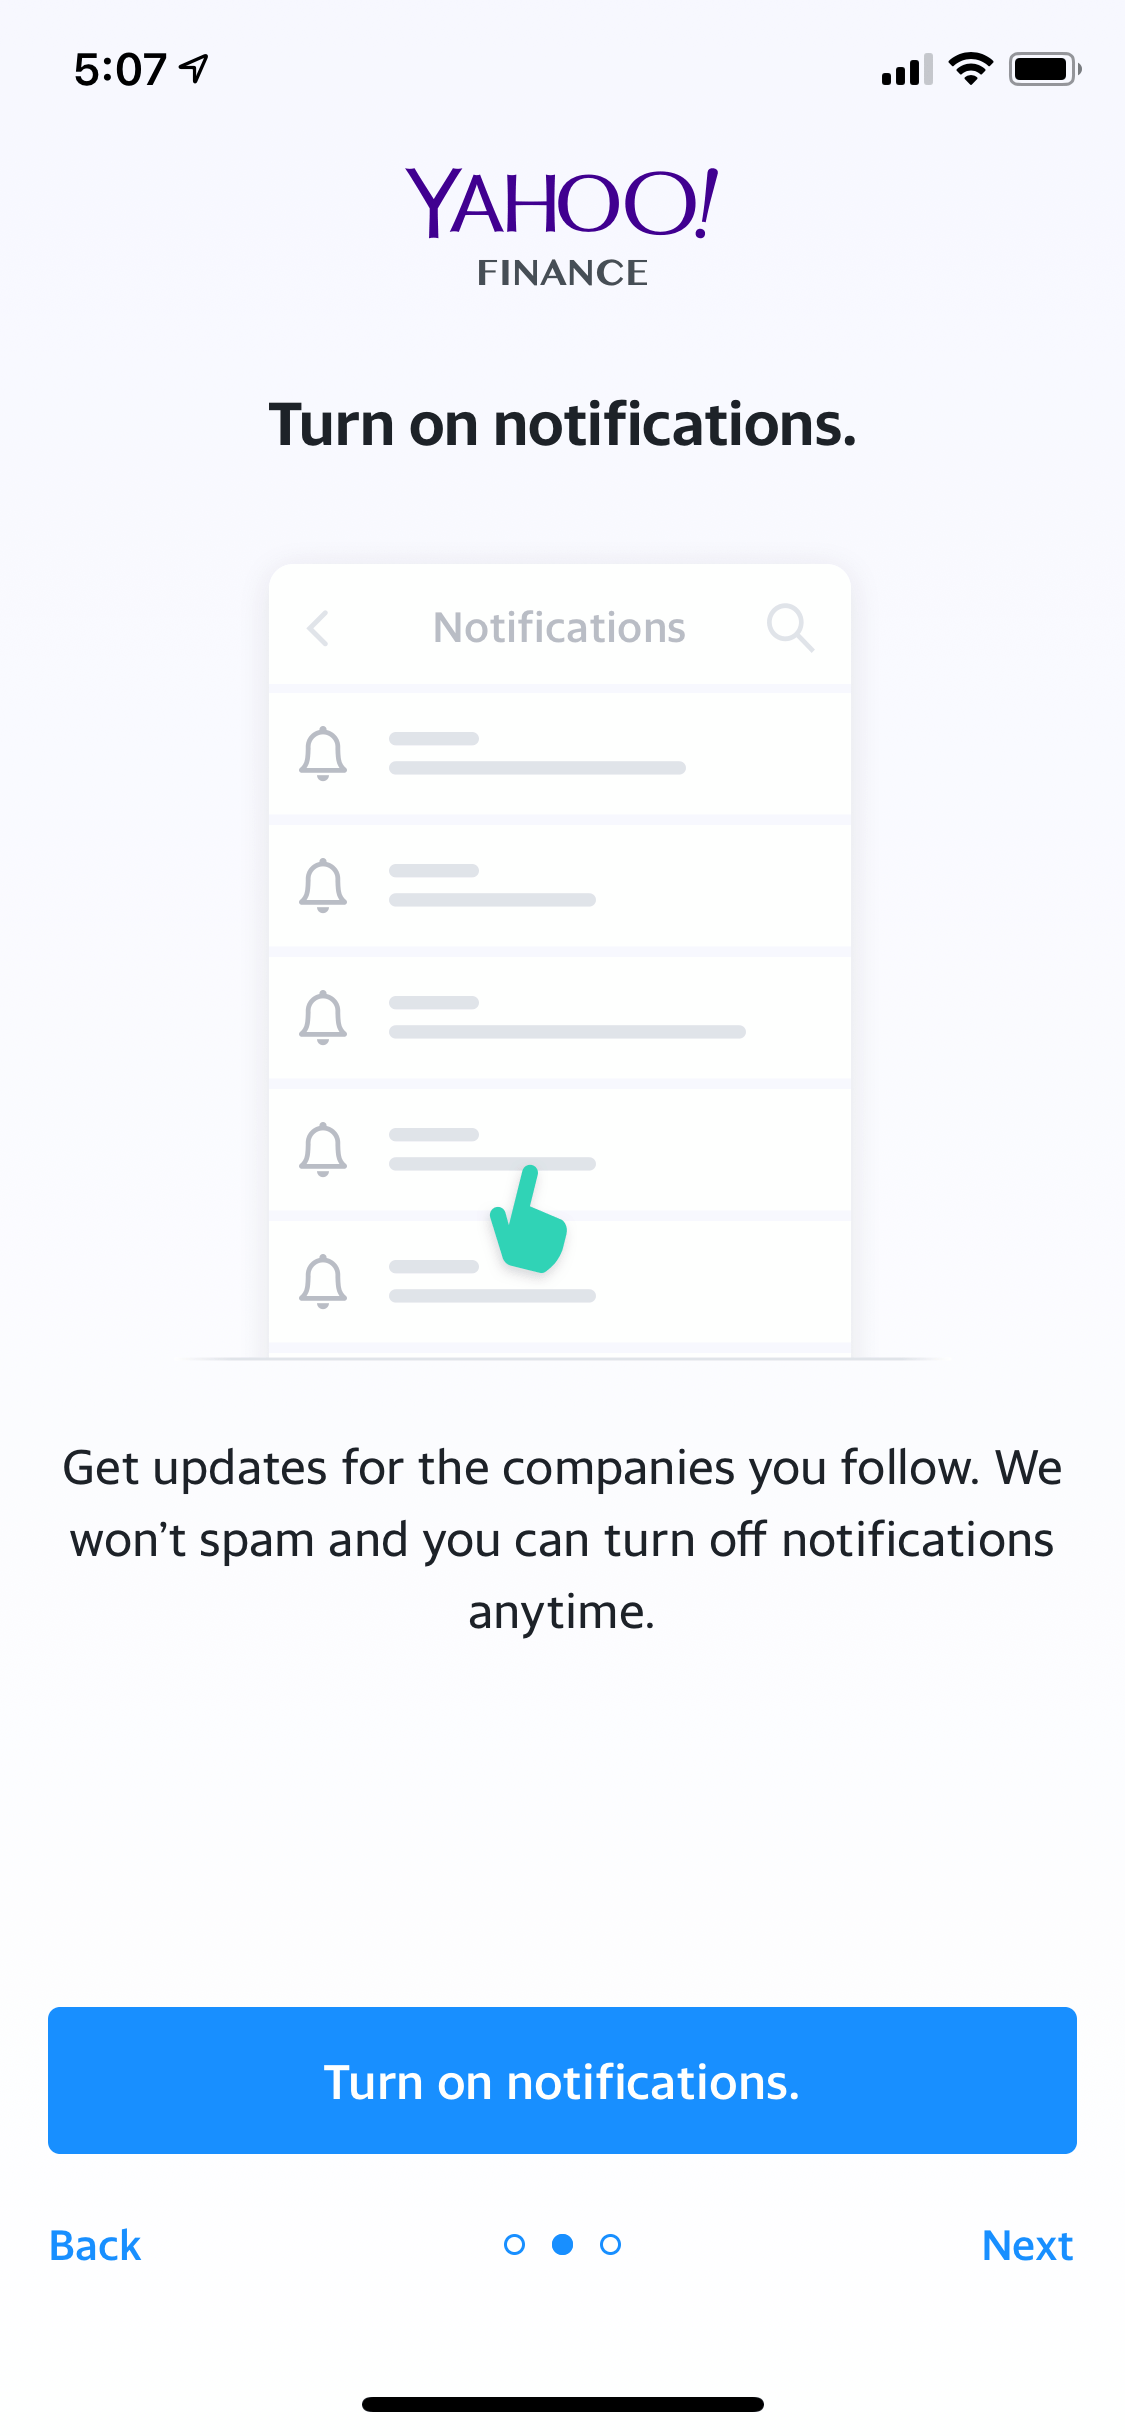 5:07
YAHOO!
FINANCE
Turn on notifications.
Notifications
Get updates for the companies you follow. We
won’t spam and you can turn off notifications
anytime.
Turn on notifications.
Back
Next